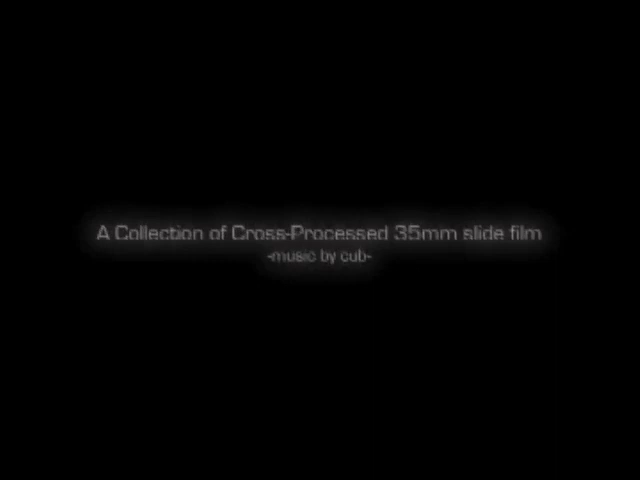 A Collection of Cross-Processed 35mm slide film
-music by cub-